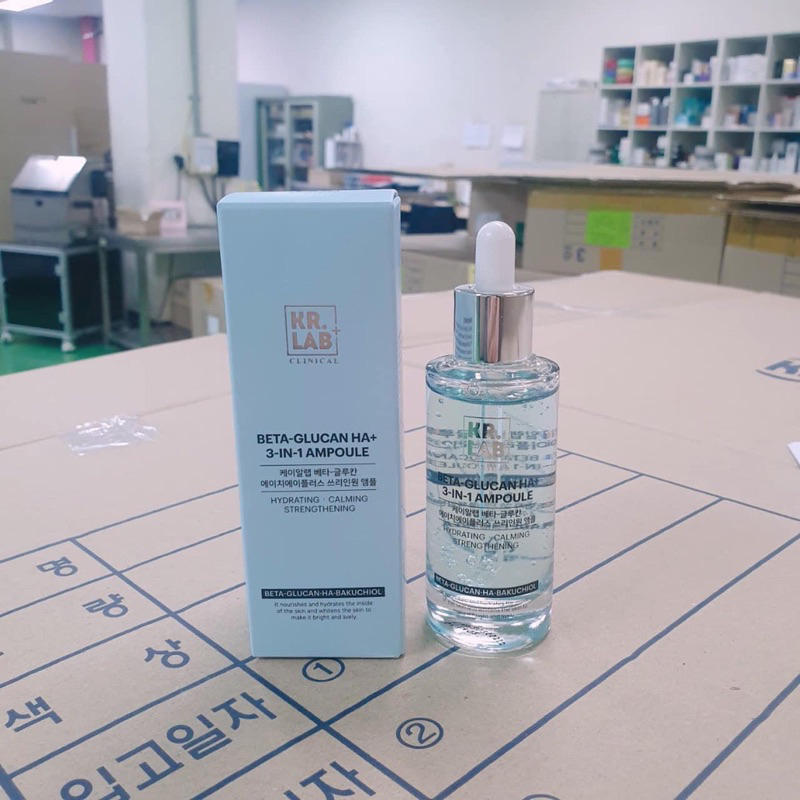 KR.
LAB+
CLINICAL
BETA-GLUCAN HA+
3-IN-1 AMPOULE
케이알랩 베타-글루칸
에이치에이플러스 쓰리인원 앰플
HYDRATING · CALMING
STRENGTHENING
BETA-GLUCAN·HA·BAKUCHIOL
It nourishes and hydrates the inside
of the skin and whitens the skin to
make it bright and lively.
KR.
LAB
BETA-GLUCAN HA+
3-IN-1 AMPOULE
케이알랩 베타-글루칸
에이치에이플러스 쓰리인원 앰플
HYDRATING · CALMING
STRENGTHENING
BETA-GLUCAN·HA·BAKUCHIOL
명
량
색 상
입고일자 ①
②